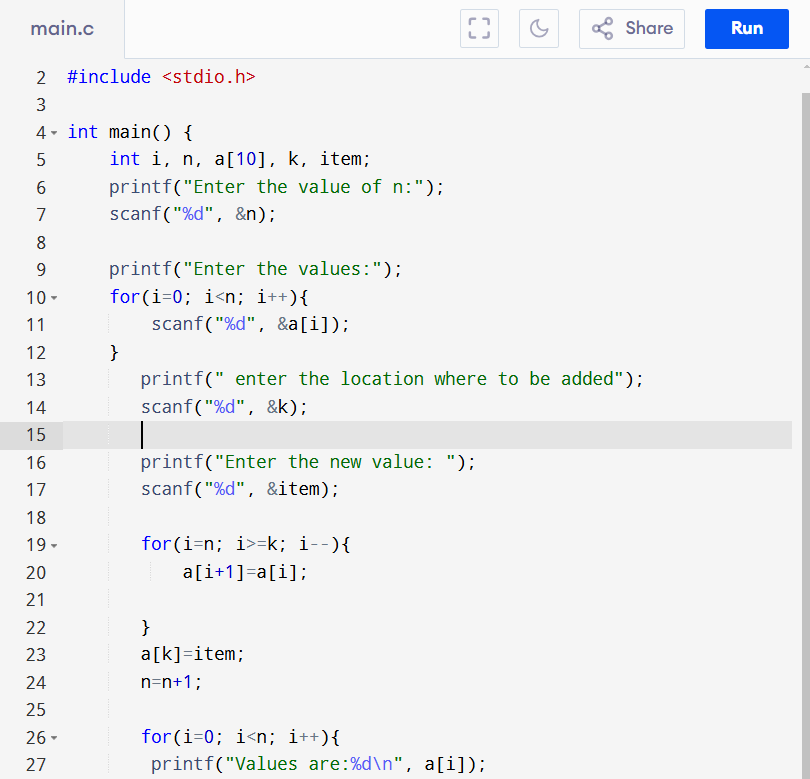 main.c
Share
Run
2 #include <stdio.h>
3
4 int main() {
5     int i, n, a[10], k, item;
6     printf("Enter the value of n:");
7     scanf("%d", &n);
8
9     printf("Enter the values:");
10     for(i=0; i<n; i++){
11         scanf("%d", &a[i]);
12     }
13        printf(" enter the location where to be added");
14        scanf("%d", &k);
15
16        printf("Enter the new value: ");
17        scanf("%d", &item);
18
19        for(i=n; i>=k; i--){
20            a[i+1]=a[i];
21
22        }
23        a[k]=item;
24        n=n+1;
25
26        for(i=0; i<n; i++){
27         printf("Values are:%d\n", a[i]);